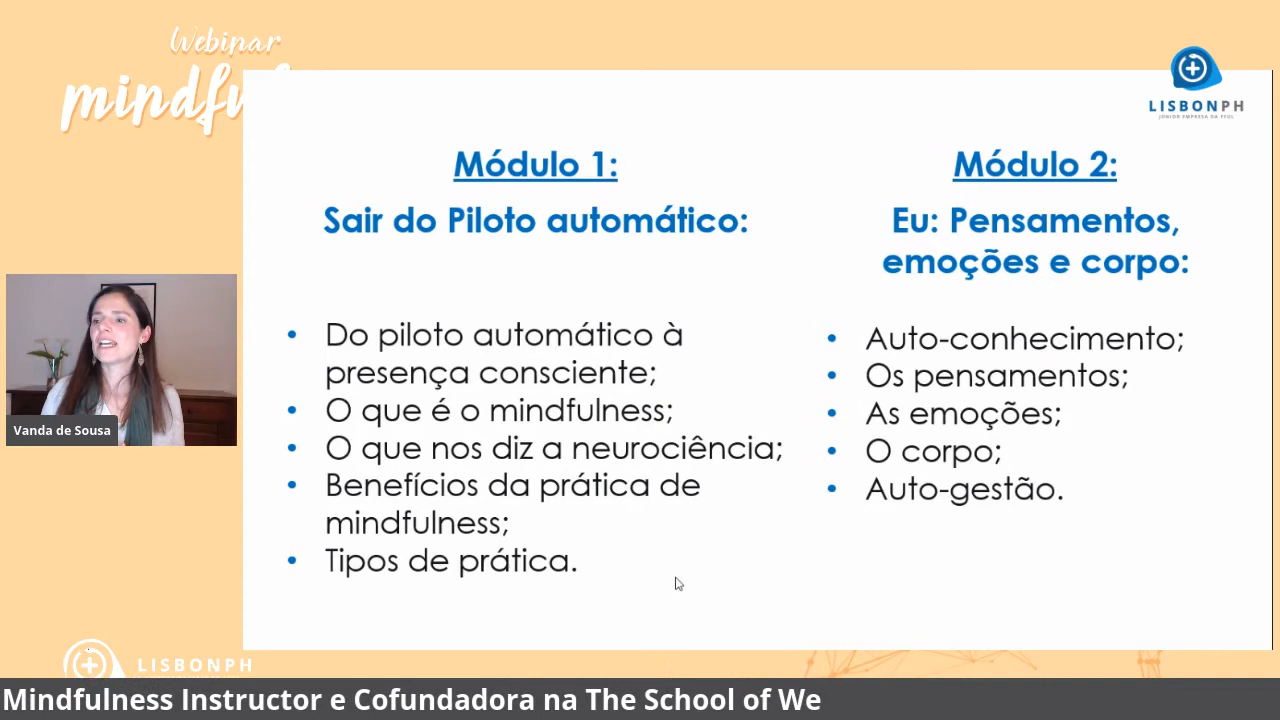 Webinar
mindfu
LISBONPH
JÚNIOR EMPRESA DA FFUL
Módulo 1:
Sair do Piloto automático:
• Do piloto automático à
presença consciente;
• O que é o mindfulness;
• O que nos diz a neurociência;
• Benefícios da prática de
mindfulness;
• Tipos de prática.
Módulo 2:
Eu: Pensamentos,
emoções e corpo:
• Auto-conhecimento;
• Os pensamentos;
• As emoções;
• O corpo;
• Auto-gestão.
Vanda de Sousa
LISBONPH
Mindfulness Instructor e Cofundadora na The School of We